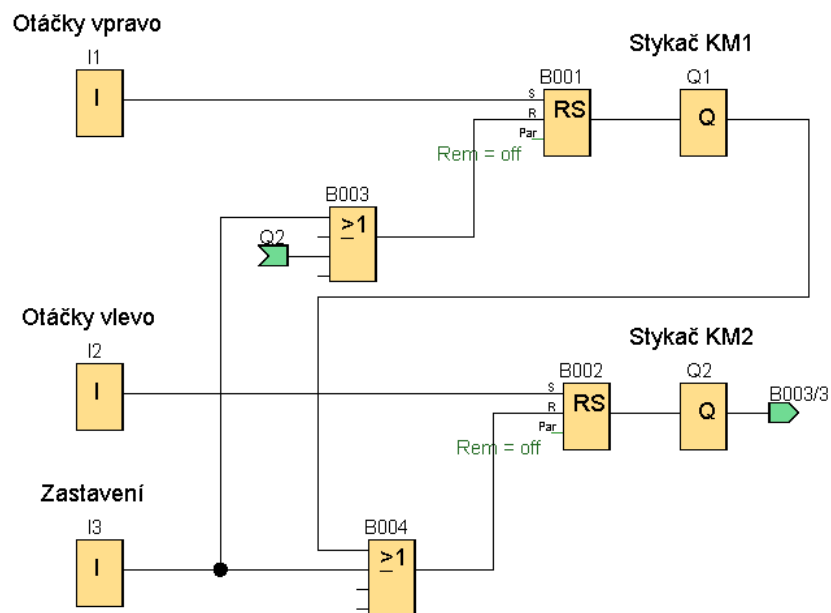 Otáčky vpravo
I1
I
Stykač KM1
B001
S
R
Par
RS
Rem = off
Q1
Q
B003
≥1
Q2
Otáčky vlevo
I2
I
Stykač KM2
B002
S
R
Par
RS
Rem = off
Q2
Q
B003/3
Zastavení
I3
I
B004
≥1